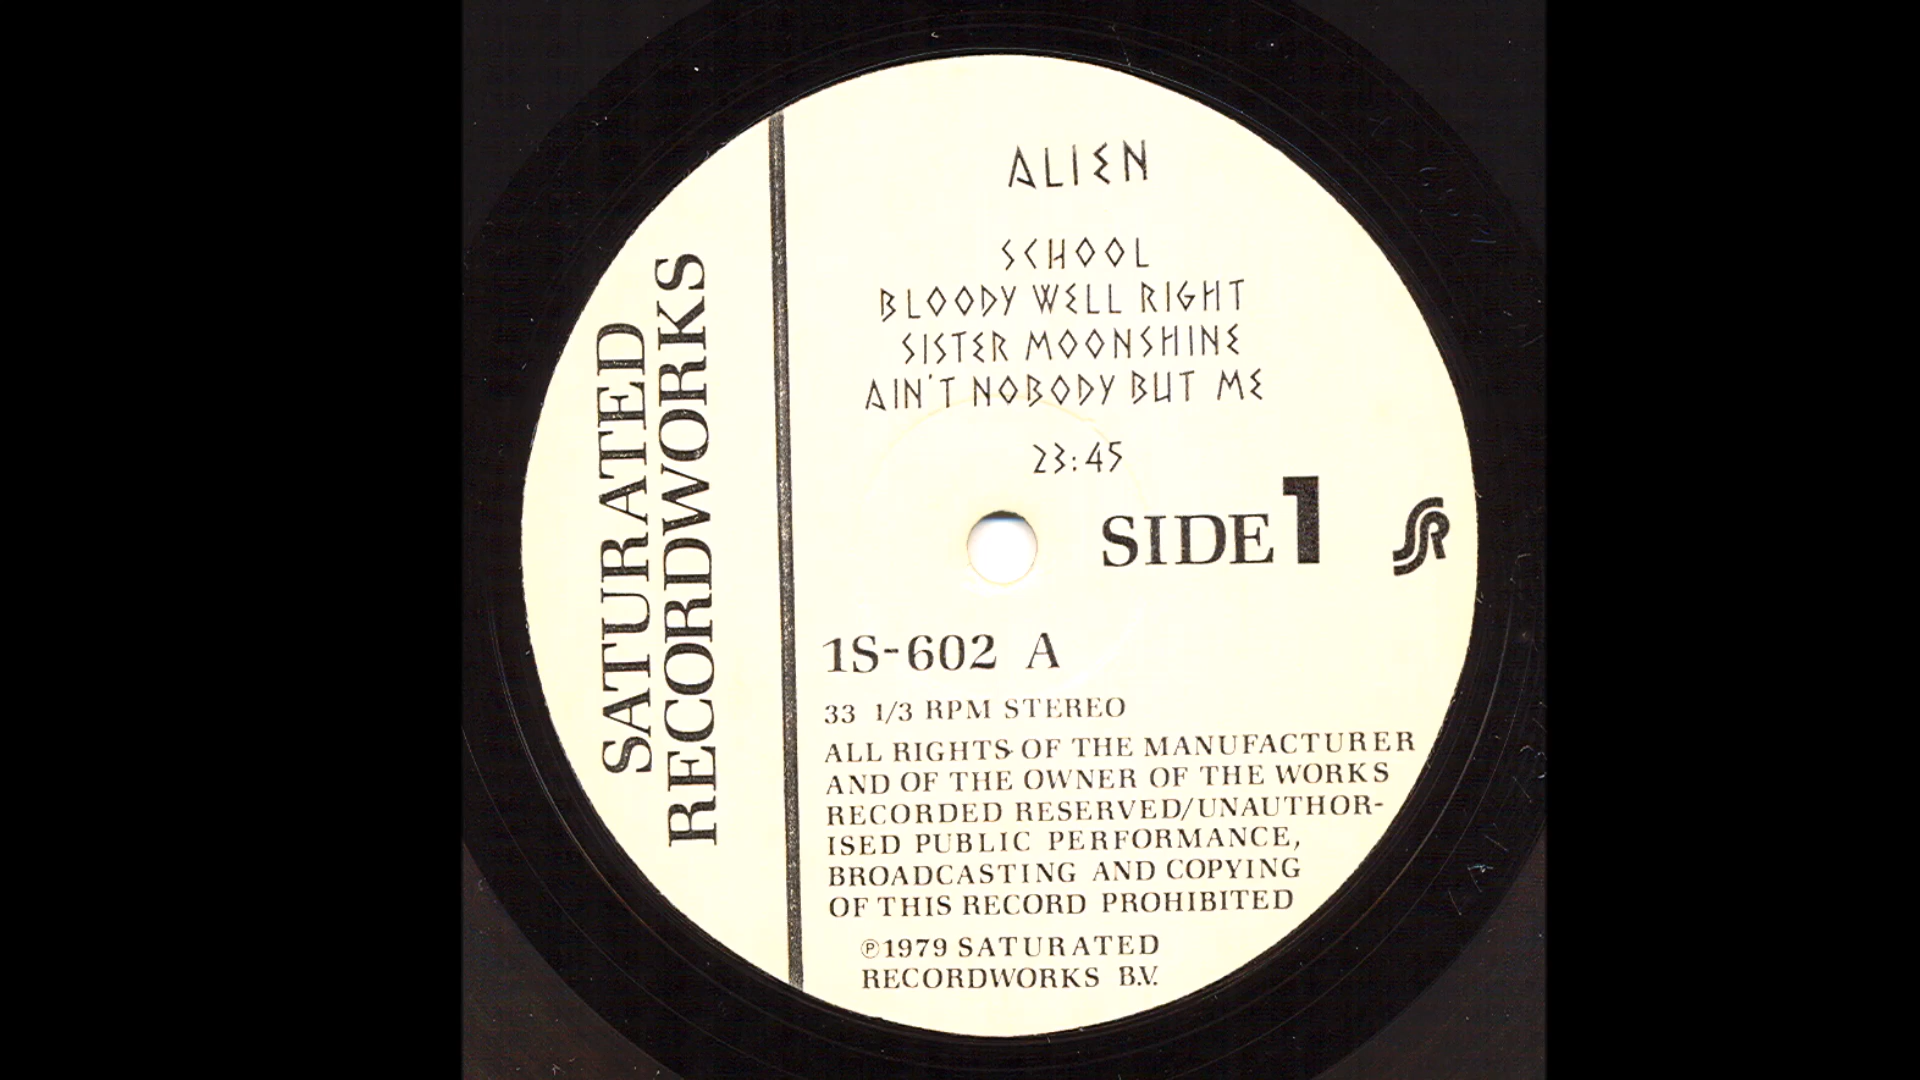 SATURATED
RECORDWORKS
ALIEN
SCHOOL
BLOODY WELL RIGHT
SISTER MOONSHINE
AIN'T NOBODY BUT ME
23:45
SIDE 1
SR
1S-602 A
33 1/3 RPM STEREO
ALL RIGHTS OF THE MANUFACTURER
AND OF THE OWNER OF THE WORKS
RECORDED RESERVED/UNAUTHOR-
ISED PUBLIC PERFORMANCE,
BROADCASTING AND COPYING
OF THIS RECORD PROHIBITED
℗1979 SATURATED
RECORDWORKS B.V.